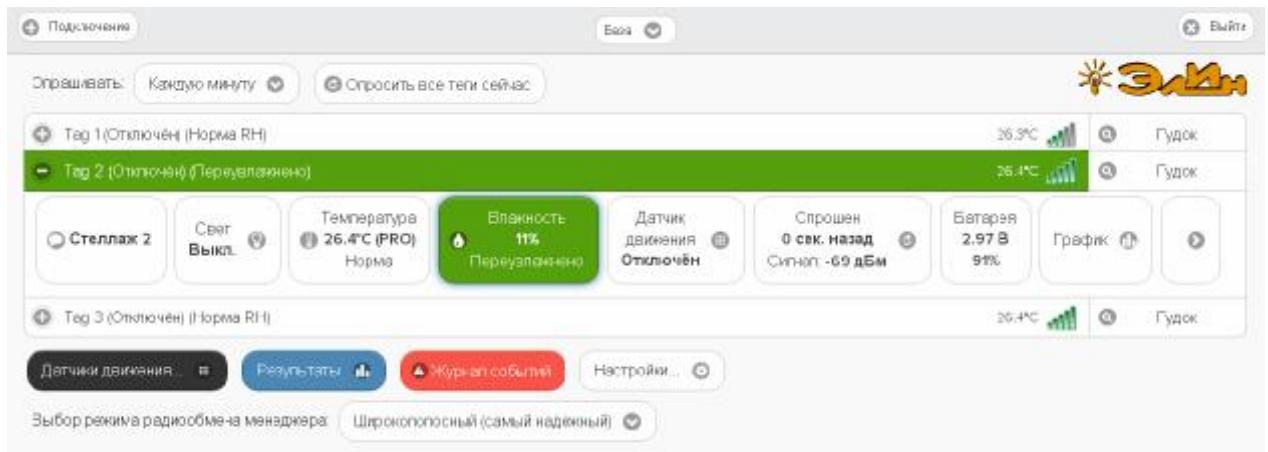 Подключение База Выйти
Опрашивать: Каждую минуту Опросить все теги сейчас ЭлИн
Tag 1 (Отключён) (Норма RH) 26.3°C Гудок
Tag 2 (Отключён) (Переувлажнено) 26.4°C Гудок
Стеллаж 2
Свет
Выкл.
Температура
26.4°C (PRO)
Норма
Влажность
11%
Переувлажнено
Датчик
движения
Отключён
Спрошен
0 сек. назад
Сигнал: -69 дБм
Батарея
2.97 В
91%
График
Tag 3 (Отключён) (Норма RH) 26.4°C Гудок
Датчики движения... Результаты Журнал событий Настройки...
Выбор режима радиообмена менеджера: Широкополосный (самый надежный)